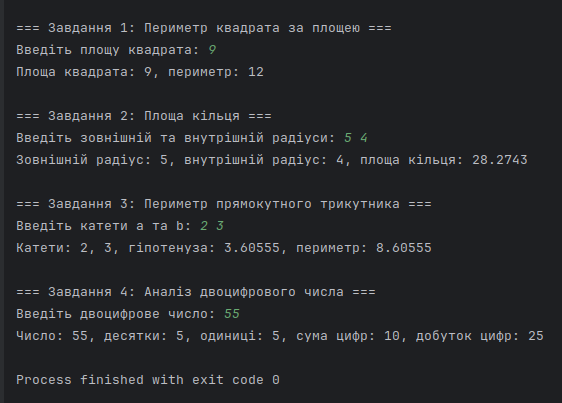 === Завдання 1: Периметр квадрата за площею ===
Введіть площу квадрата: 9
Площа квадрата: 9, периметр: 12
=== Завдання 2: Площа кільця ===
Введіть зовнішній та внутрішній радіуси: 5 4
Зовнішній радіус: 5, внутрішній радіус: 4, площа кільця: 28.2743
=== Завдання 3: Периметр прямокутного трикутника ===
Введіть катети a та b: 2 3
Катети: 2, 3, гіпотенуза: 3.60555, периметр: 8.60555
=== Завдання 4: Аналіз двоцифрового числа ===
Введіть двоцифрове число: 55
Число: 55, десятки: 5, одиниці: 5, сума цифр: 10, добуток цифр: 25
Process finished with exit code 0